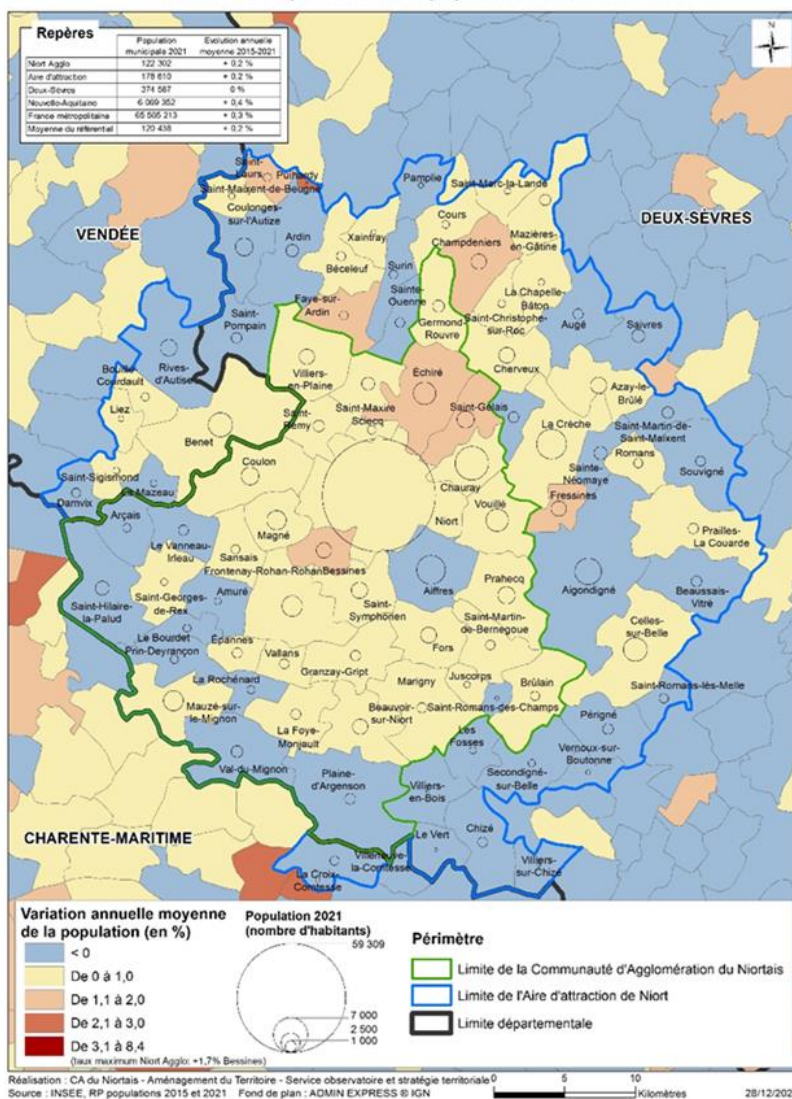 Repères
Population municipale 2021
Evolution annuelle moyenne 2015-2021
Niort Agglo 122 302 + 0,2 %
Aire d'attraction 178 610 + 0,2 %
Deux-Sèvres 374 587 0 %
Nouvelle-Aquitaine 6 069 352 + 0,4 %
France métropolitaine 65 505 213 + 0,3 %
Moyenne du référentiel 120 438 + 0,2 %
N
VENDÉE
DEUX-SÈVRES
CHARENTE-MARITIME
Saint-Laurs
Puihardy
Saint-Maixent-de-Beugné
Coulonges-sur-l'Autize
Pamplie
Saint-Marc-la-Lande
Cours
Xaintray
Ardin
Champdeniers
Mazières-en-Gâtine
Béceleuf
Surin
Sainte-Ouenne
La Chapelle-Bâton
Faye-sur-Ardin
Germond-Rouvre
Saint-Christophe-sur-Roc
Augé
Saivres
Saint-Pompain
Rives-d'Autise
Bouillé-Courdault
Villiers-en-Plaine
Échiré
Cherveux
Azay-le-Brûlé
Liez
Benet
Saint-Rémy
Saint-Maxire
Sciecq
Saint-Gelais
La Crèche
Saint-Martin-de-Saint-Maixent
Romans
Souvigné
Sainte-Néomaye
Saint-Sigismond
Le Mazeau
Damvix
Coulon
Chauray
Vouillé
Niort
Fressines
Prailles-La Couarde
Arçais
Magné
Le Vanneau-Irleau
Sansais
Frontenay-Rohan-Rohan
Bessines
Aiffres
Prahecq
Aigondigné
Beaussais-Vitré
Saint-Georges-de-Rex
Amuré
Saint-Hilaire-la-Palud
Saint-Symphorien
Saint-Martin-de-Bernegoue
Celles-sur-Belle
Le Bourdet
Prin-Deyrançon
Épannes
Vallans
Fors
Granzay-Gript
La Rochénard
Marigny
Juscorps
Brûlain
Saint-Romans-des-Champs
Saint-Romans-lès-Melle
Mauzé-sur-le-Mignon
Beauvoir-sur-Niort
La Foye-Monjault
Les Fosses
Périgné
Vernoux-sur-Boutonne
Val-du-Mignon
Plaine-d'Argenson
Secondigné-sur-Belle
Villiers-en-Bois
Le Vert
Chizé
Villiers-sur-Chizé
Villeneuve-la-Comtesse
La Croix-Comtesse
Variation annuelle moyenne de la population (en %)
< 0
De 0 à 1,0
De 1,1 à 2,0
De 2,1 à 3,0
De 3,1 à 8,4
(taux maximum Niort Agglo: +1,7% Bessines)
Population 2021
(nombre d'habitants)
59 309
7 000
2 500
1 000
Périmètre
Limite de la Communauté d'Agglomération du Niortais
Limite de l'Aire d'attraction de Niort
Limite départementale
Réalisation : CA du Niortais - Aménagement du Territoire - Service observatoire et stratégie territoriale
Source : INSEE, RP populations 2015 et 2021 Fond de plan : ADMIN EXPRESS © IGN
0 5 10
Kilomètres
28/12/202